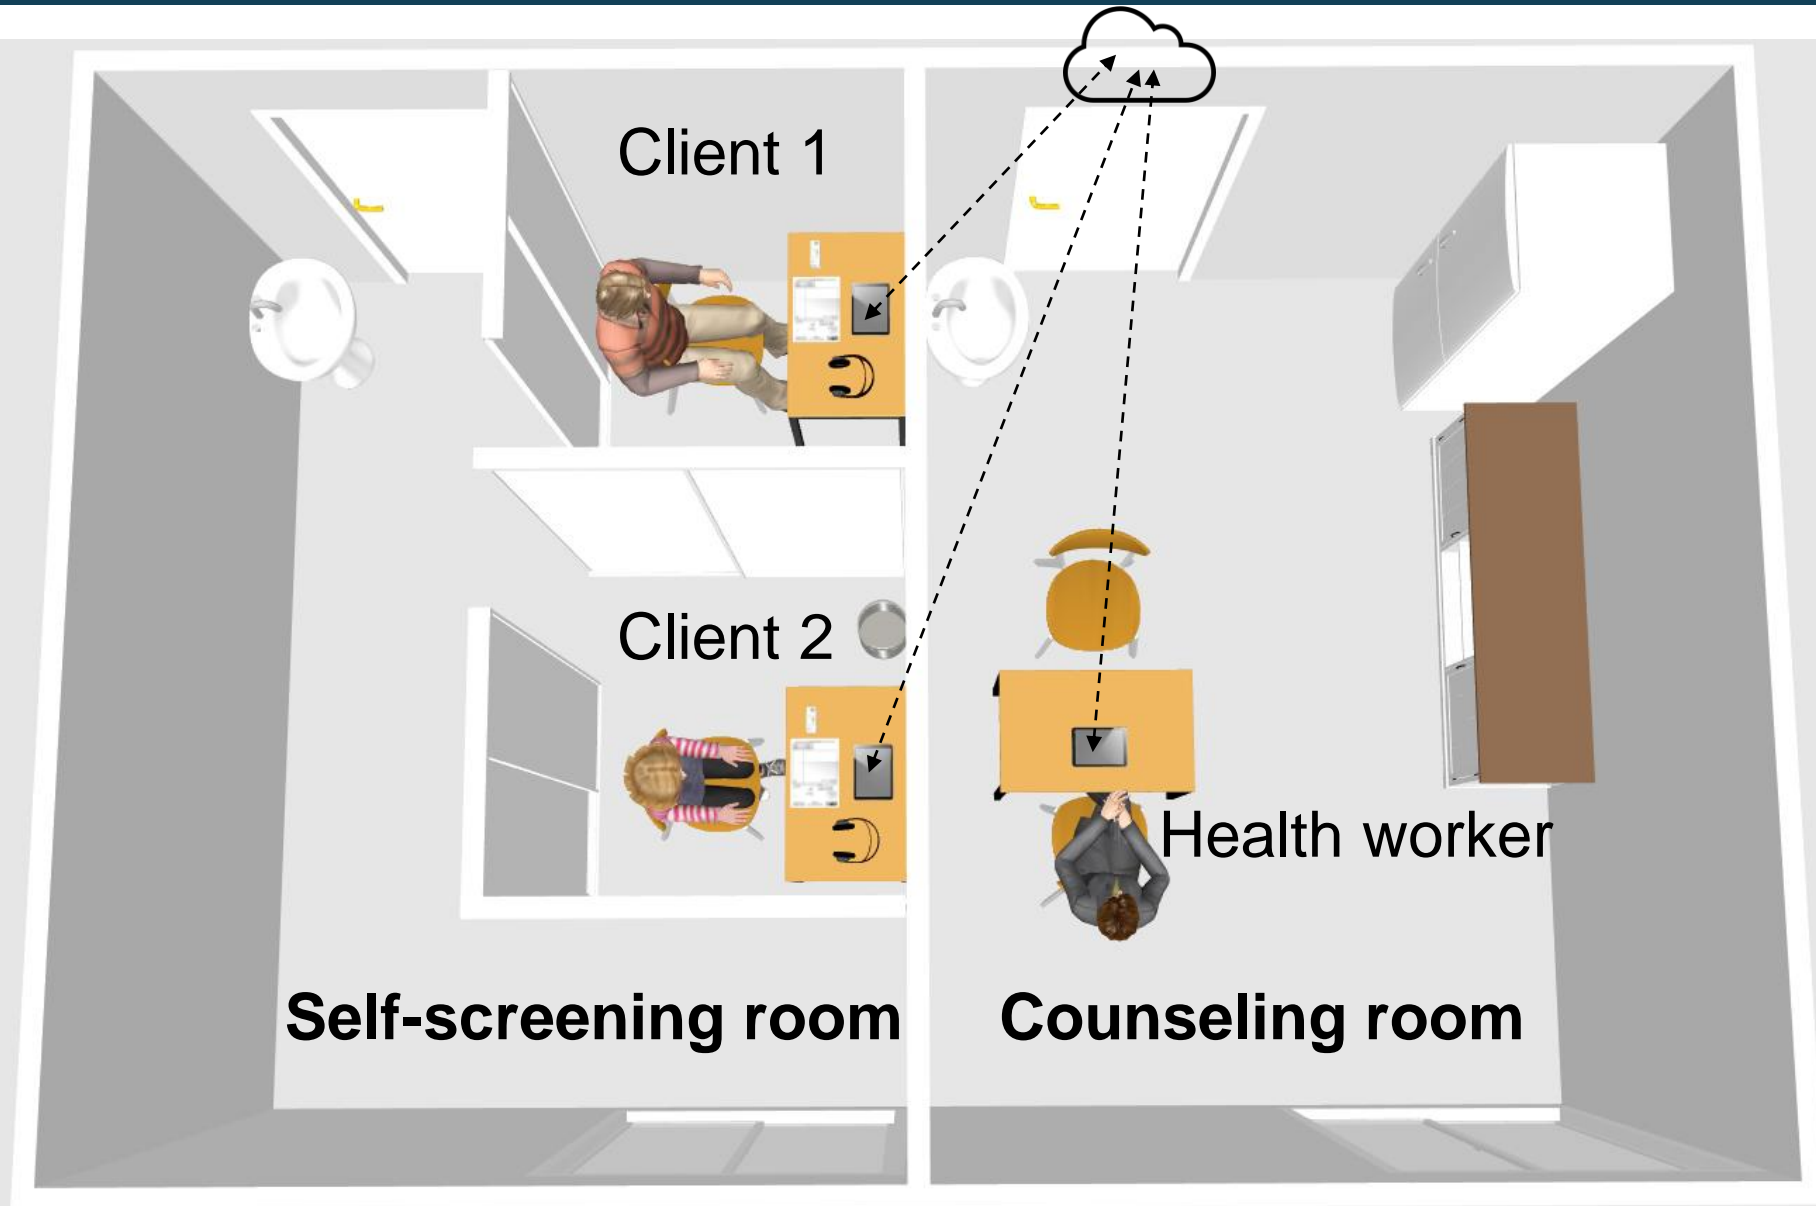 Client 1
Client 2
Health worker
Self-screening room
Counseling room